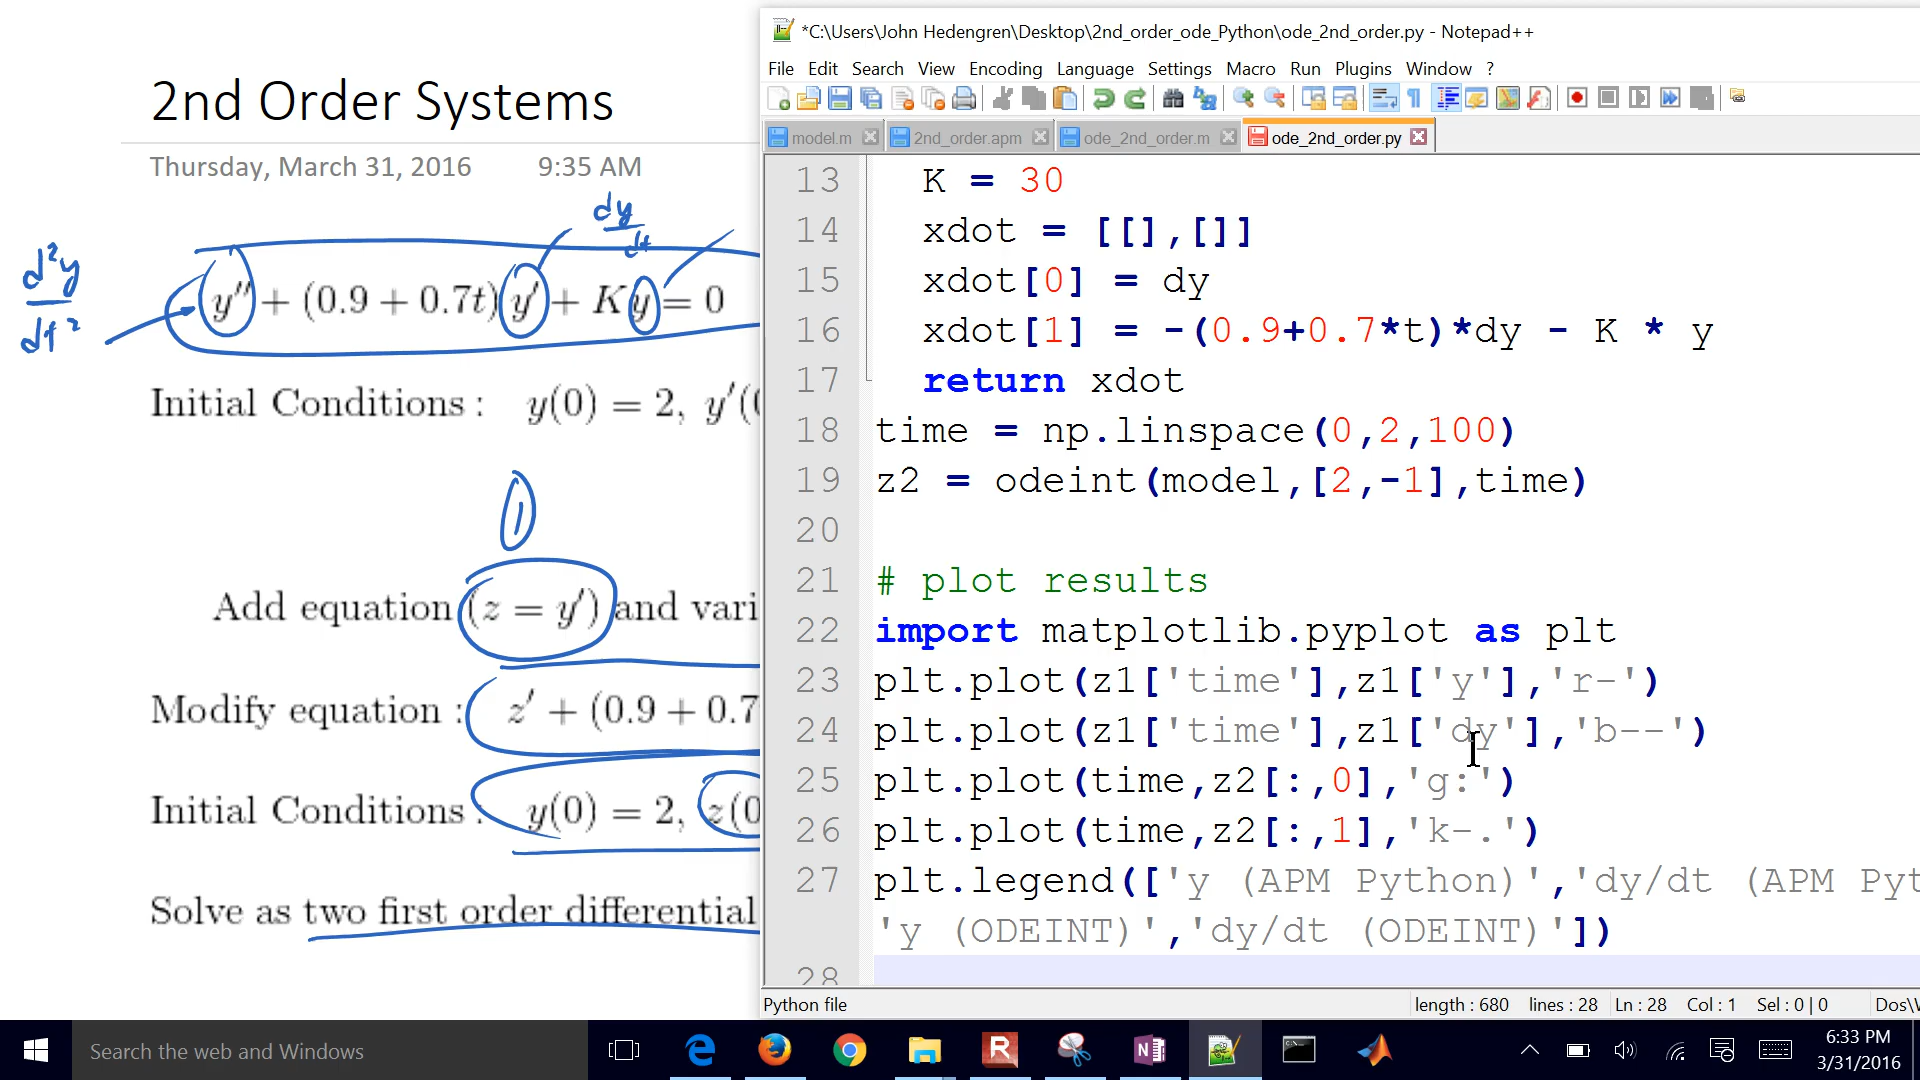 2nd Order Systems
Thursday, March 31, 2016 9:35 AM
dy
dt
d²y
dt²
y'' + (0.9 + 0.7t) y' + Ky = 0
Initial Conditions : y(0) = 2, y'(0
1
Add equation (z = y') and vari
Modify equation : z' + (0.9 + 0.7
Initial Conditions : y(0) = 2, z(0
Solve as two first order differential
*C:\Users\John Hedengren\Desktop\2nd_order_ode_Python\ode_2nd_order.py - Notepad++
File Edit Search View Encoding Language Settings Macro Run Plugins Window ?
model.m 2nd_order.apm ode_2nd_order.m ode_2nd_order.py
13 K = 30
14 xdot = [[],[]]
15 xdot[0] = dy
16 xdot[1] = -(0.9+0.7*t)*dy - K * y
17 return xdot
18 time = np.linspace(0,2,100)
19 z2 = odeint(model,[2,-1],time)
20
21 # plot results
22 import matplotlib.pyplot as plt
23 plt.plot(z1['time'],z1['y'],'r-')
24 plt.plot(z1['time'],z1['dy'],'b--')
25 plt.plot(time,z2[:,0],'g:')
26 plt.plot(time,z2[:,1],'k-.')
27 plt.legend(['y (APM Python)','dy/dt (APM Pyt
'y (ODEINT)','dy/dt (ODEINT)'])
28
Python file length : 680 lines : 28 Ln : 28 Col : 1 Sel : 0 | 0 Dos\W
Search the web and Windows
6:33 PM
3/31/2016